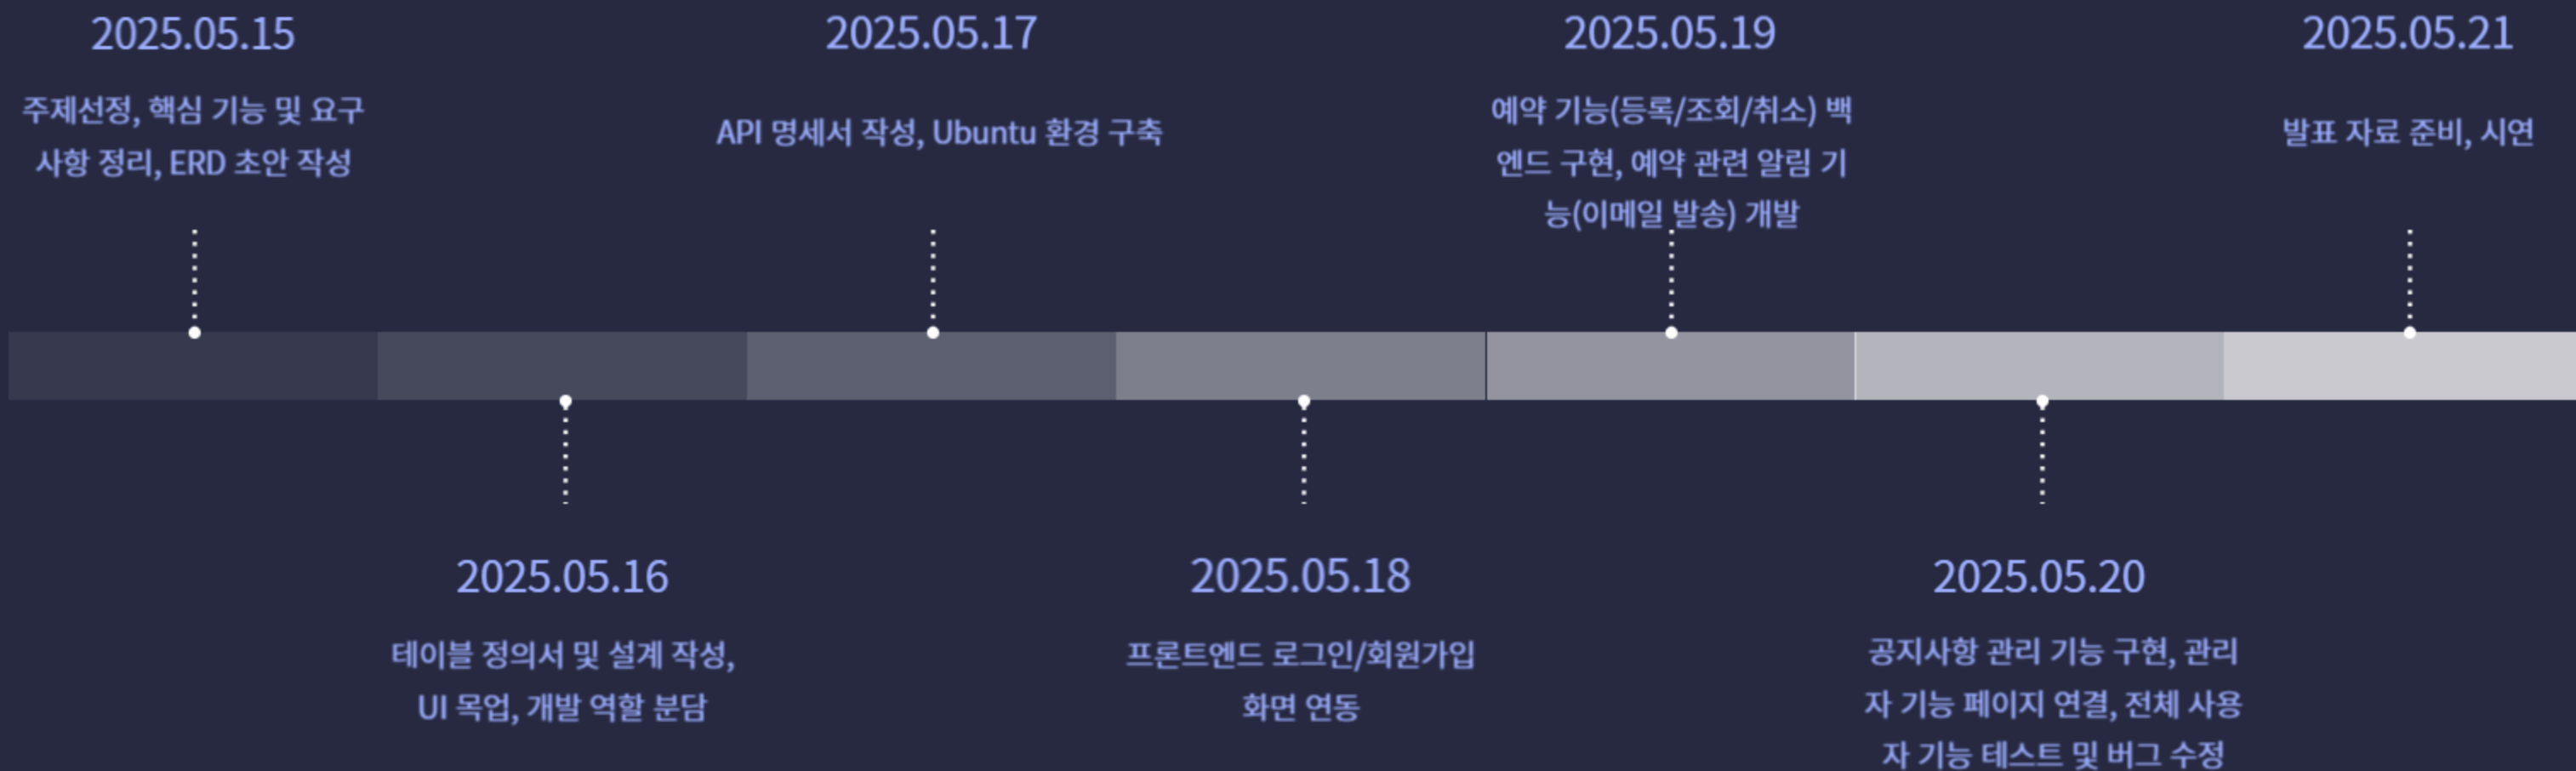 2025.05.15
주제선정, 핵심 기능 및 요구
사항 정리, ERD 초안 작성
2025.05.17
API 명세서 작성, Ubuntu 환경 구축
2025.05.19
예약 기능(등록/조회/취소) 백
엔드 구현, 예약 관련 알림 기
능(이메일 발송) 개발
2025.05.21
발표 자료 준비, 시연
2025.05.16
테이블 정의서 및 설계 작성,
UI 목업, 개발 역할 분담
2025.05.18
프론트엔드 로그인/회원가입
화면 연동
2025.05.20
공지사항 관리 기능 구현, 관리
자 기능 페이지 연결, 전체 사용
자 기능 테스트 및 버그 수정